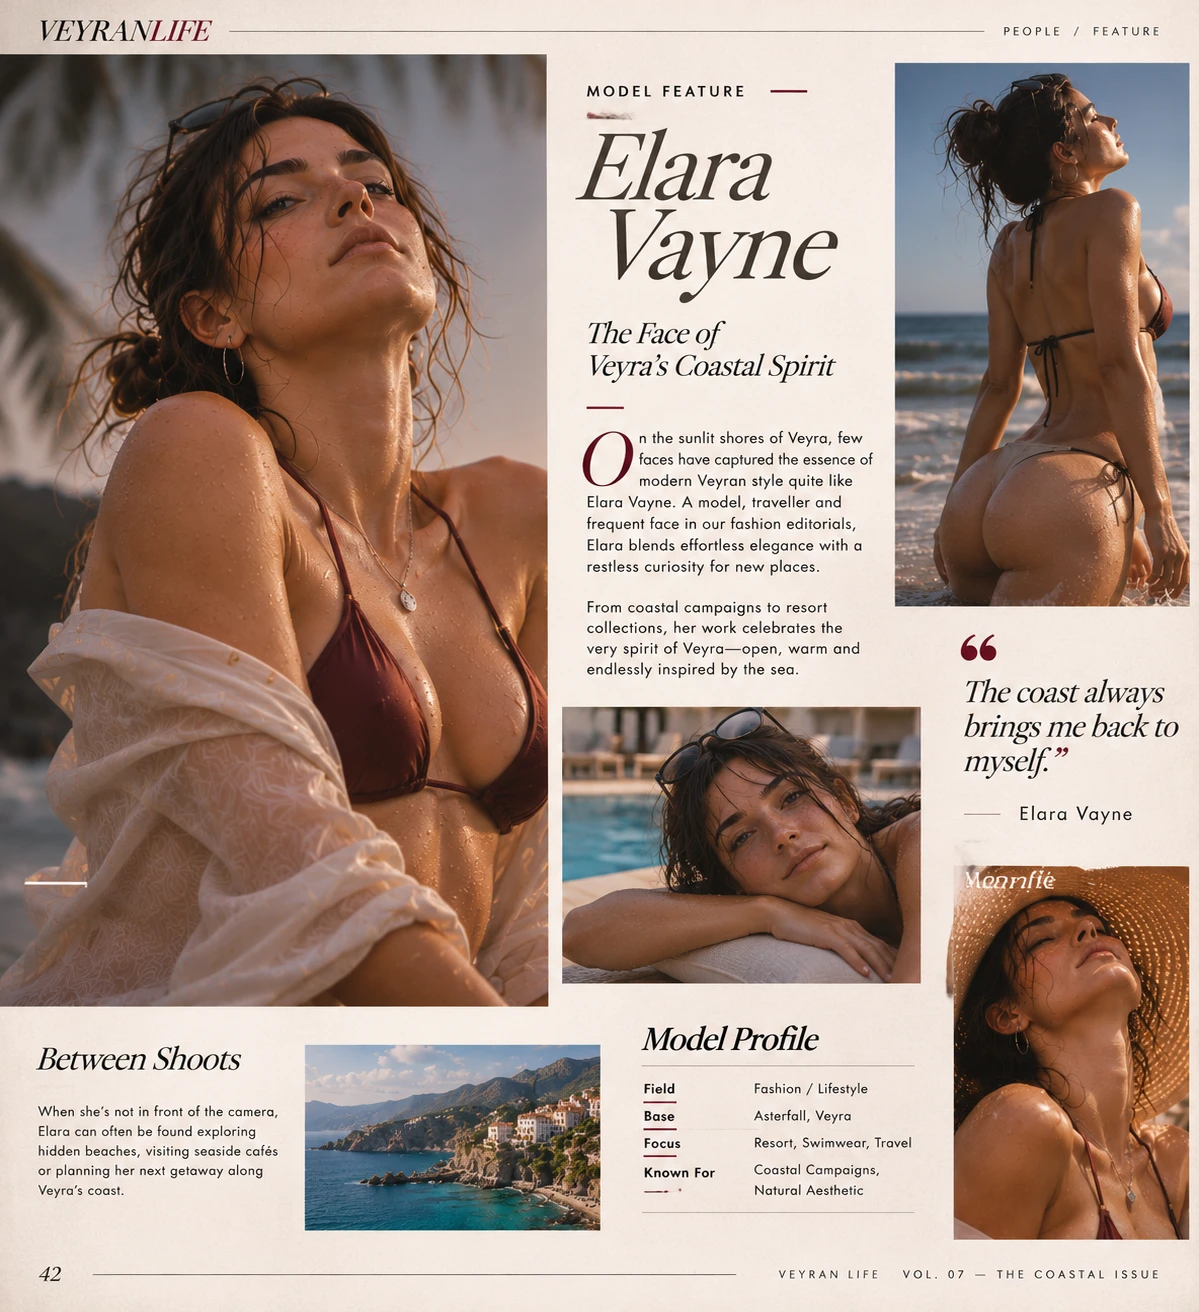 VEYRANLIFE
PEOPLE / FEATURE
MODEL FEATURE
Elara
Vayne
The Face of
Veyra's Coastal Spirit
On the sunlit shores of Veyra, few
faces have captured the essence of
modern Veyran style quite like
Elara Vayne. A model, traveller and
frequent face in our fashion editorials,
Elara blends effortless elegance with a
restless curiosity for new places.
From coastal campaigns to resort
collections, her work celebrates the
very spirit of Veyra—open, warm and
endlessly inspired by the sea.
“
The coast always
brings me back to
myself.”
— Elara Vayne
Between Shoots
When she's not in front of the camera,
Elara can often be found exploring
hidden beaches, visiting seaside cafés
or planning her next getaway along
Veyra's coast.
Model Profile
Field Fashion / Lifestyle
Base Asterfall, Veyra
Focus Resort, Swimwear, Travel
Known For Coastal Campaigns,
Natural Aesthetic
42
VEYRAN LIFE VOL. 07 — THE COASTAL ISSUE